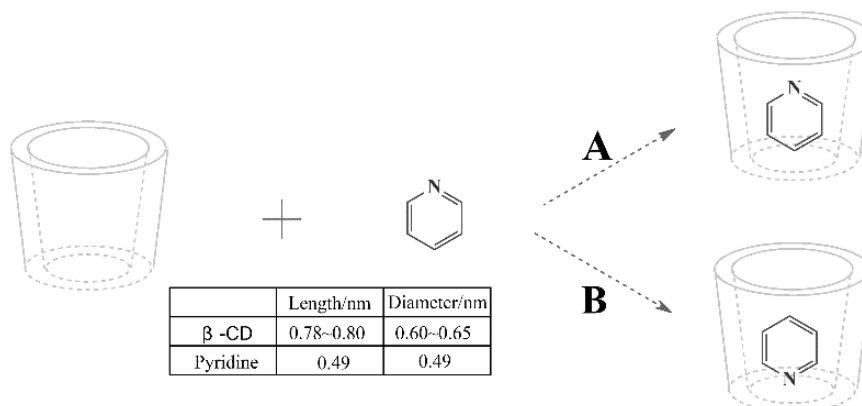 N
A
N
N
B
Length/nm Diameter/nm
β-CD 0.78~0.80 0.60~0.65
Pyridine 0.49 0.49
N